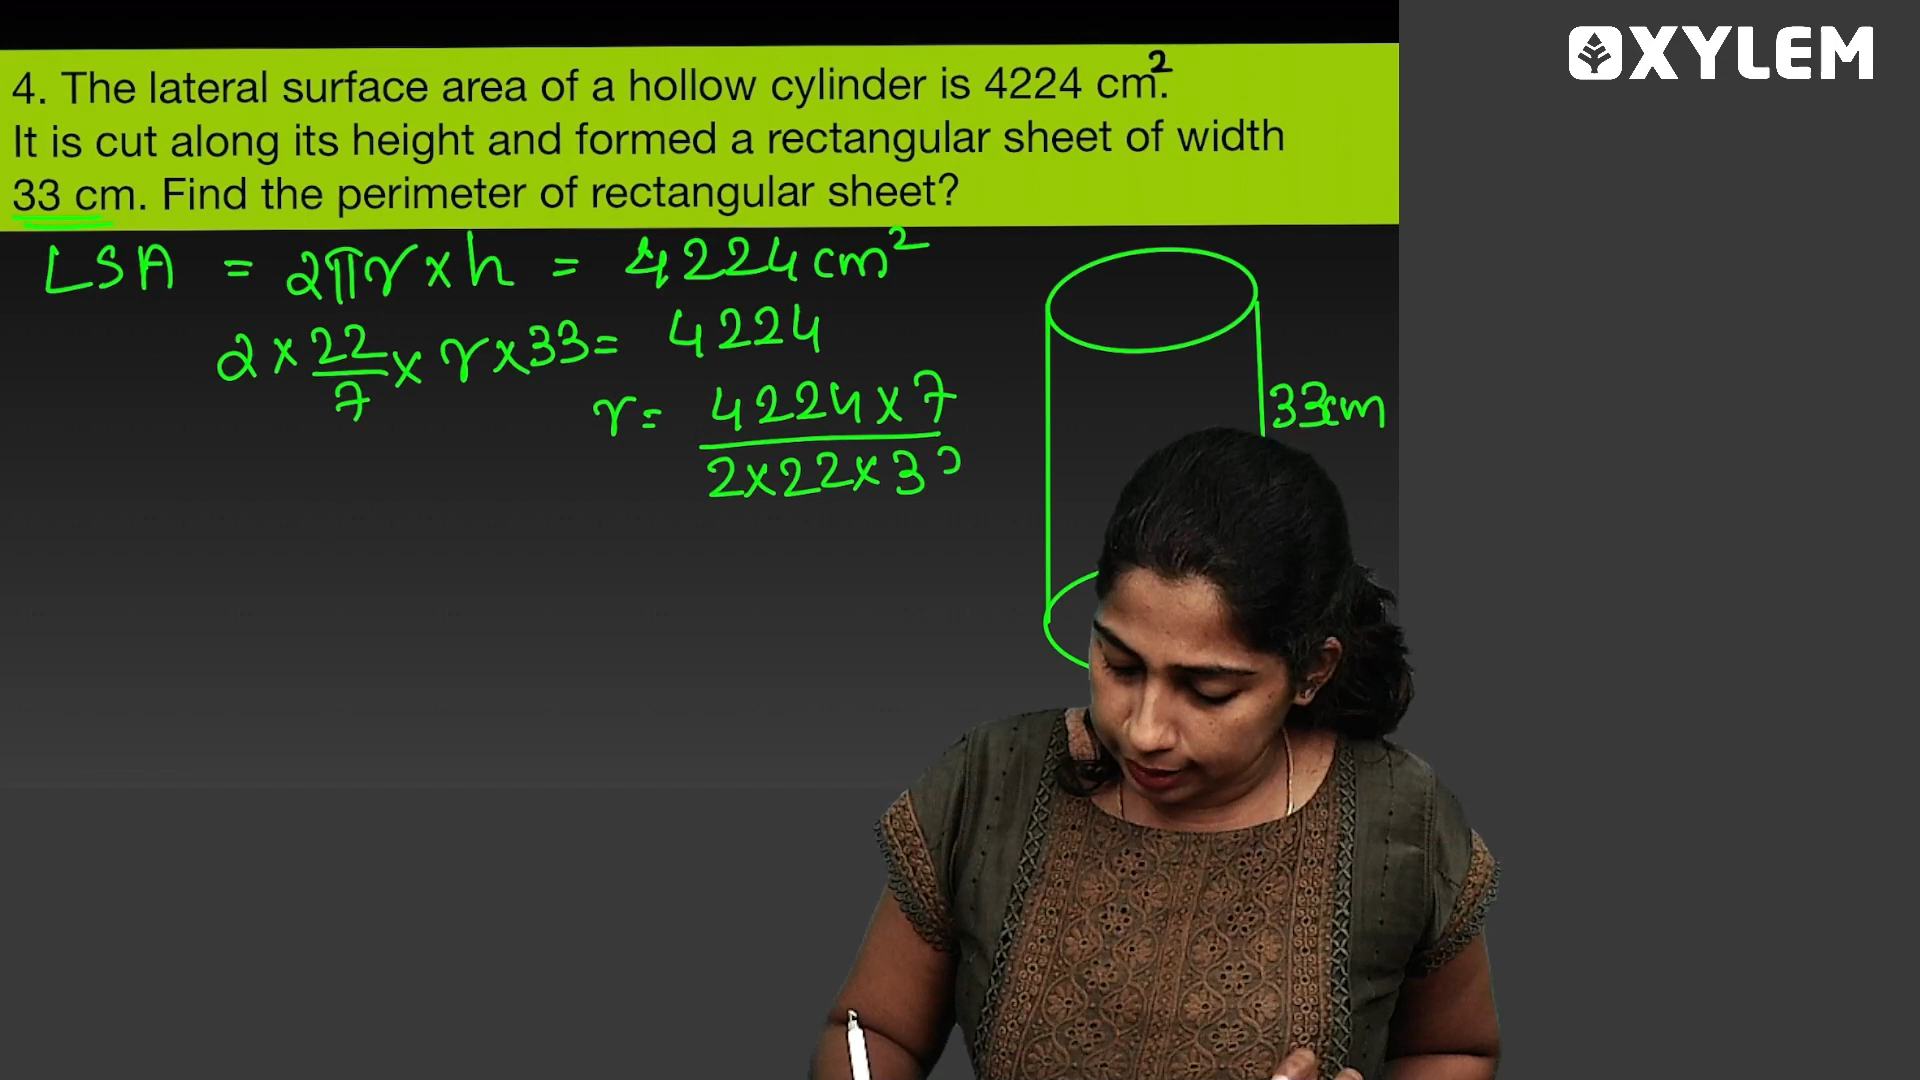 XYLEM
4. The lateral surface area of a hollow cylinder is 4224 cm².
It is cut along its height and formed a rectangular sheet of width
33 cm. Find the perimeter of rectangular sheet?
LSA = 2πr × h = 4224 cm²
2 × 22/7 × r × 33 = 4224
r = 4224 × 7
2 × 22 × 3
33cm